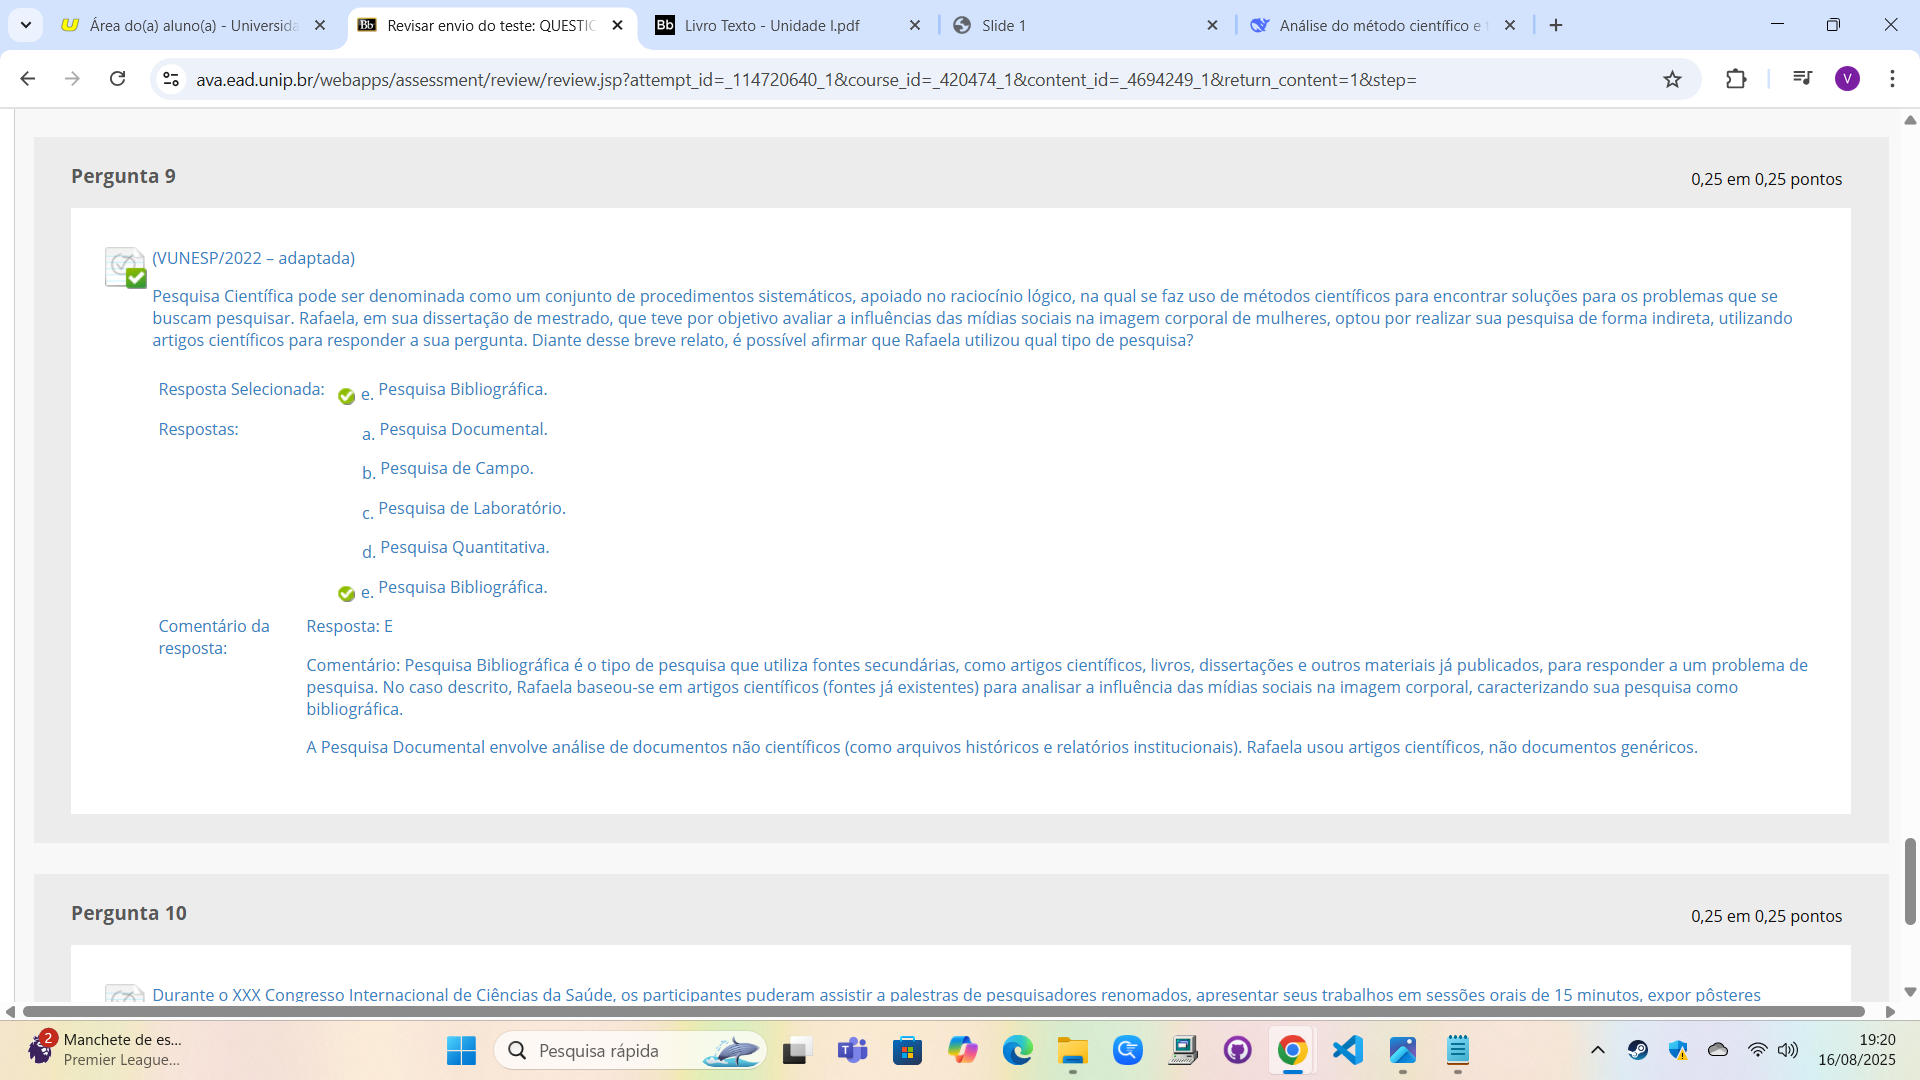 Área do(a) aluno(a) - Universida
Revisar envio do teste: QUESTIO
Livro Texto - Unidade I.pdf
Slide 1
Análise do método científico e t
ava.ead.unip.br/webapps/assessment/review/review.jsp?attempt_id=_114720640_1&course_id=_420474_1&content_id=_4694249_1&return_content=1&step=
V
Pergunta 9
0,25 em 0,25 pontos
(VUNESP/2022 – adaptada)
Pesquisa Científica pode ser denominada como um conjunto de procedimentos sistemáticos, apoiado no raciocínio lógico, na qual se faz uso de métodos científicos para encontrar soluções para os problemas que se
buscam pesquisar. Rafaela, em sua dissertação de mestrado, que teve por objetivo avaliar a influências das mídias sociais na imagem corporal de mulheres, optou por realizar sua pesquisa de forma indireta, utilizando
artigos científicos para responder a sua pergunta. Diante desse breve relato, é possível afirmar que Rafaela utilizou qual tipo de pesquisa?
Resposta Selecionada: e. Pesquisa Bibliográfica.
Respostas: a. Pesquisa Documental.
b. Pesquisa de Campo.
c. Pesquisa de Laboratório.
d. Pesquisa Quantitativa.
e. Pesquisa Bibliográfica.
Comentário da
resposta:
Resposta: E
Comentário: Pesquisa Bibliográfica é o tipo de pesquisa que utiliza fontes secundárias, como artigos científicos, livros, dissertações e outros materiais já publicados, para responder a um problema de
pesquisa. No caso descrito, Rafaela baseou-se em artigos científicos (fontes já existentes) para analisar a influência das mídias sociais na imagem corporal, caracterizando sua pesquisa como
bibliográfica.
A Pesquisa Documental envolve análise de documentos não científicos (como arquivos históricos e relatórios institucionais). Rafaela usou artigos científicos, não documentos genéricos.
Pergunta 10
0,25 em 0,25 pontos
Durante o XXX Congresso Internacional de Ciências da Saúde, os participantes puderam assistir a palestras de pesquisadores renomados, apresentar seus trabalhos em sessões orais de 15 minutos, expor pôsteres
2
Manchete de es...
Premier League...
Pesquisa rápida
19:20
16/08/2025